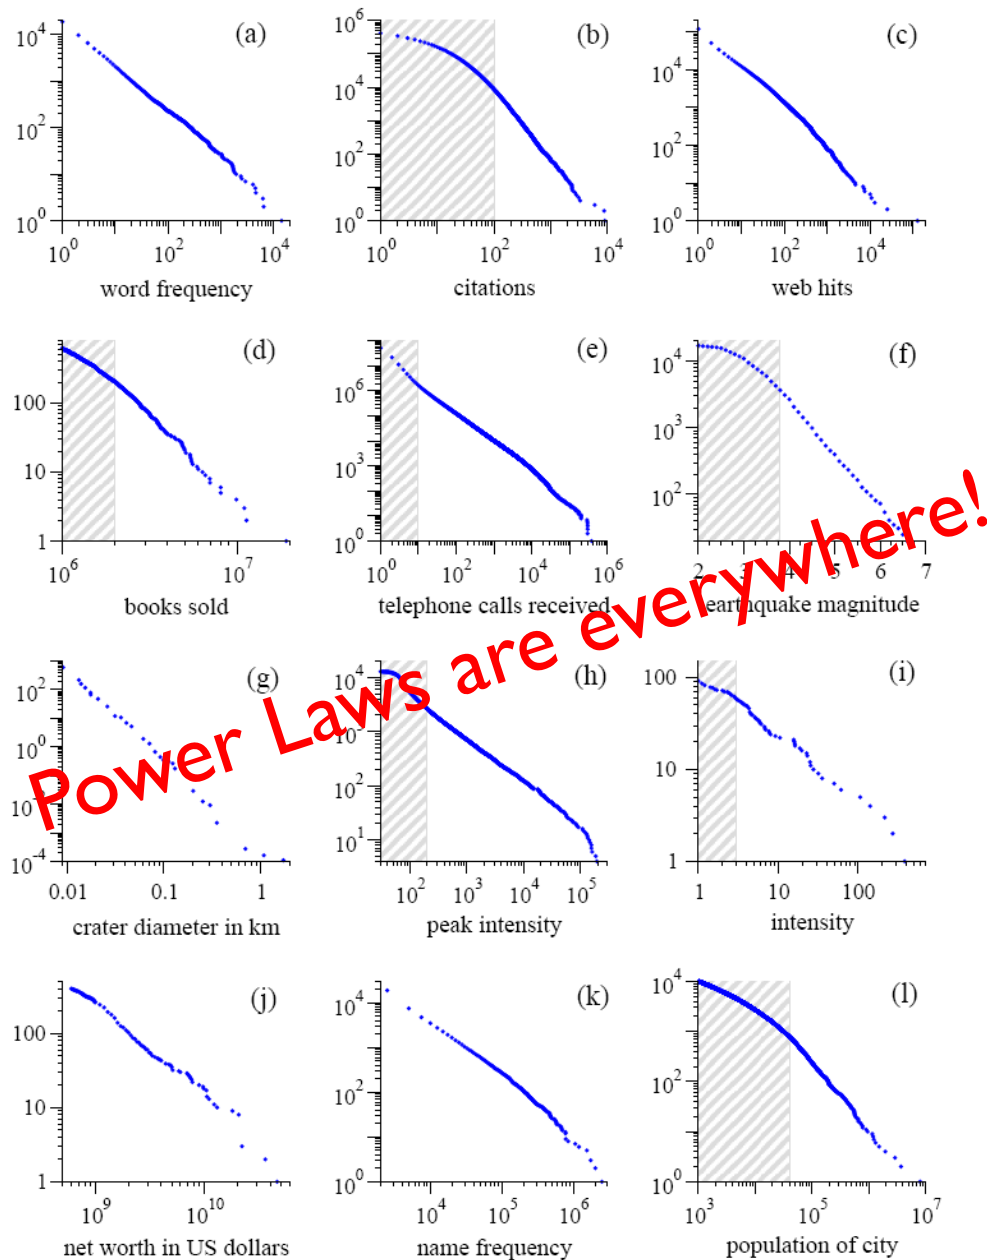 (a) (b) (c)
10^4 10^2 10^0
10^0 10^2 10^4
word frequency
10^6 10^4 10^2 10^0
10^0 10^2 10^4
citations
10^4 10^2 10^0
10^0 10^2 10^4
web hits
(d) (e) (f)
100 10 1
10^6 10^7
books sold
10^6 10^3 10^0
10^0 10^2 10^4 10^6
telephone calls received
10^4 10^3 10^2
2 3 4 5 6 7
earthquake magnitude
Power Laws are everywhere!
(g) (h) (i)
10^2 10^0 10^-2 10^-4
0.01 0.1 1
crater diameter in km
10^4 10^3 10^2 10^1
10^2 10^3 10^4 10^5
peak intensity
100 10 1
1 10 100
intensity
(j) (k) (l)
100 10 1
10^9 10^10
net worth in US dollars
10^4 10^2 10^0
10^4 10^5 10^6
name frequency
10^4 10^2 10^0
10^3 10^5 10^7
population of city